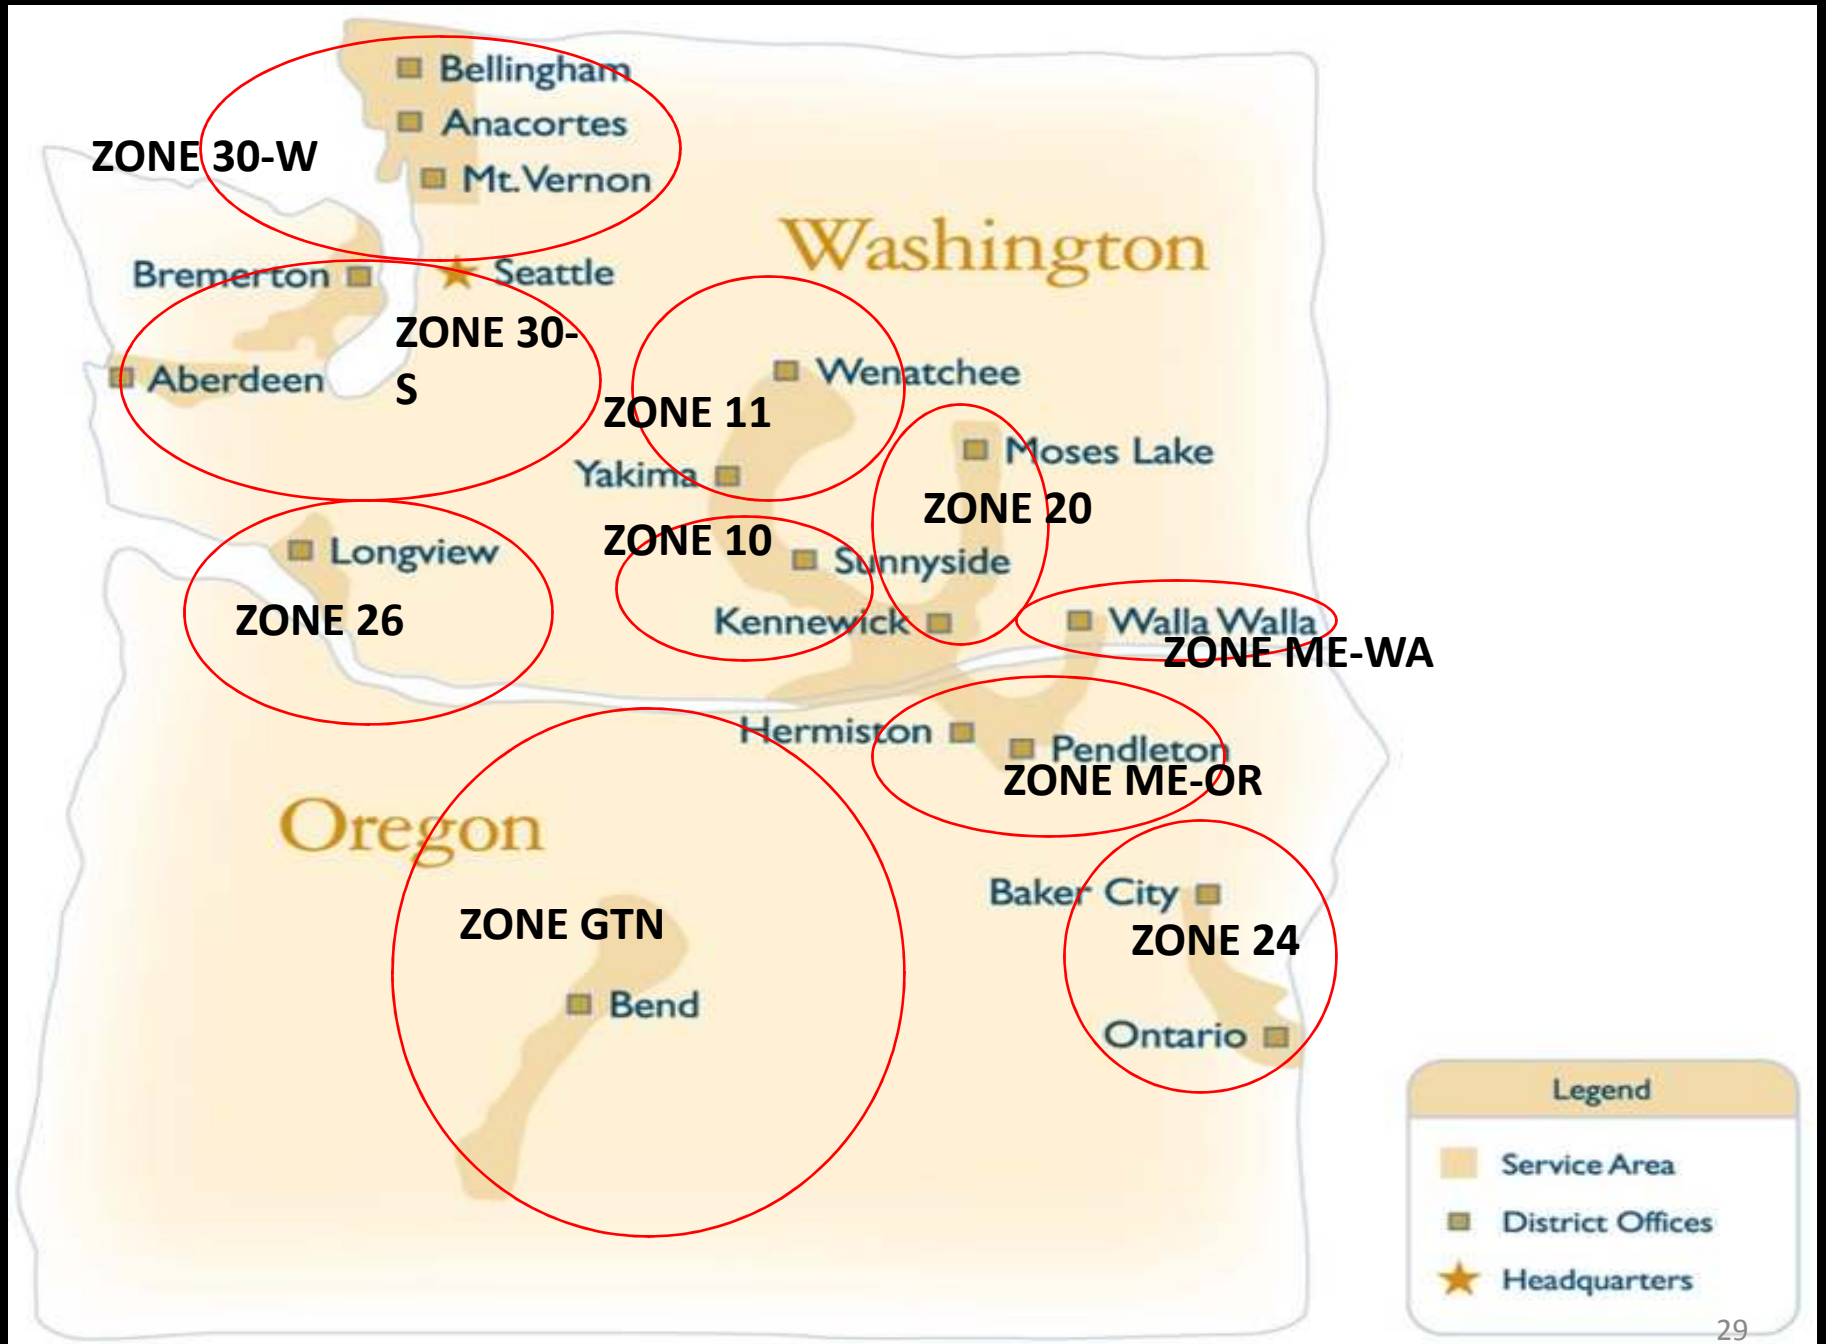 Bellingham
Anacortes
ZONE 30-W
Mt. Vernon
Washington
Bremerton
Seattle
ZONE 30-
S
Aberdeen
Wenatchee
ZONE 11
Yakima
Moses Lake
ZONE 20
ZONE 10
Sunnyside
Longview
ZONE 26
Kennewick
Walla Walla
ZONE ME-WA
Hermiston
Pendleton
ZONE ME-OR
Oregon
Baker City
ZONE GTN
ZONE 24
Bend
Ontario
Legend
Service Area
District Offices
Headquarters
29